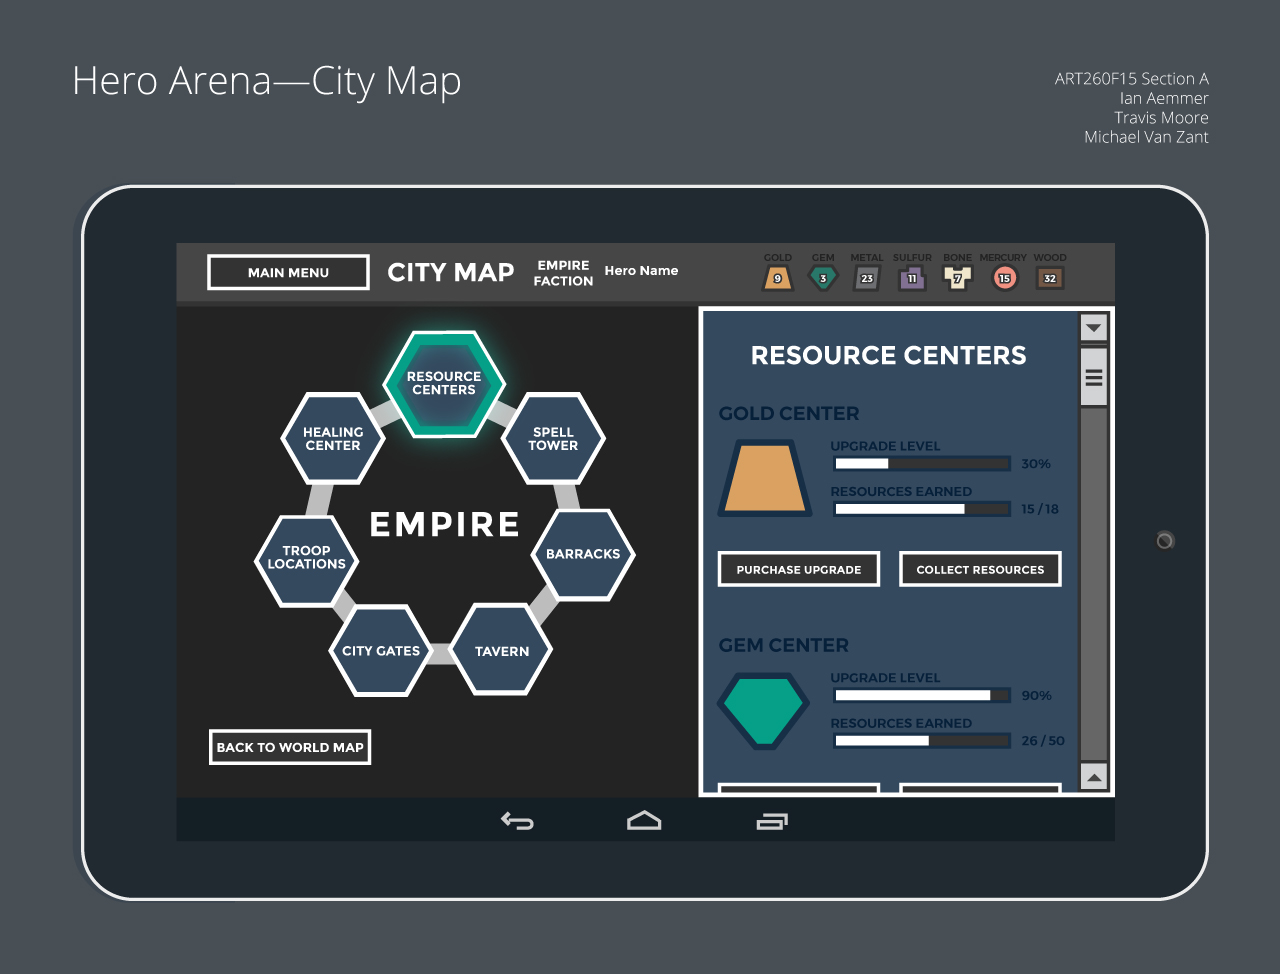 Hero Arena—City Map
ART260F15 Section A
Ian Aemmer
Travis Moore
Michael Van Zant
MAIN MENU
CITY MAP
EMPIRE
FACTION
Hero Name
GOLD GEM METAL SULFUR BONE MERCURY WOOD
9 3 23 11 7 15 32
RESOURCE
CENTERS
HEALING
CENTER
SPELL
TOWER
EMPIRE
TROOP
LOCATIONS
BARRACKS
CITY GATES
TAVERN
BACK TO WORLD MAP
RESOURCE CENTERS
GOLD CENTER
UPGRADE LEVEL
30%
RESOURCES EARNED
15 / 18
PURCHASE UPGRADE
COLLECT RESOURCES
GEM CENTER
UPGRADE LEVEL
90%
RESOURCES EARNED
26 / 50